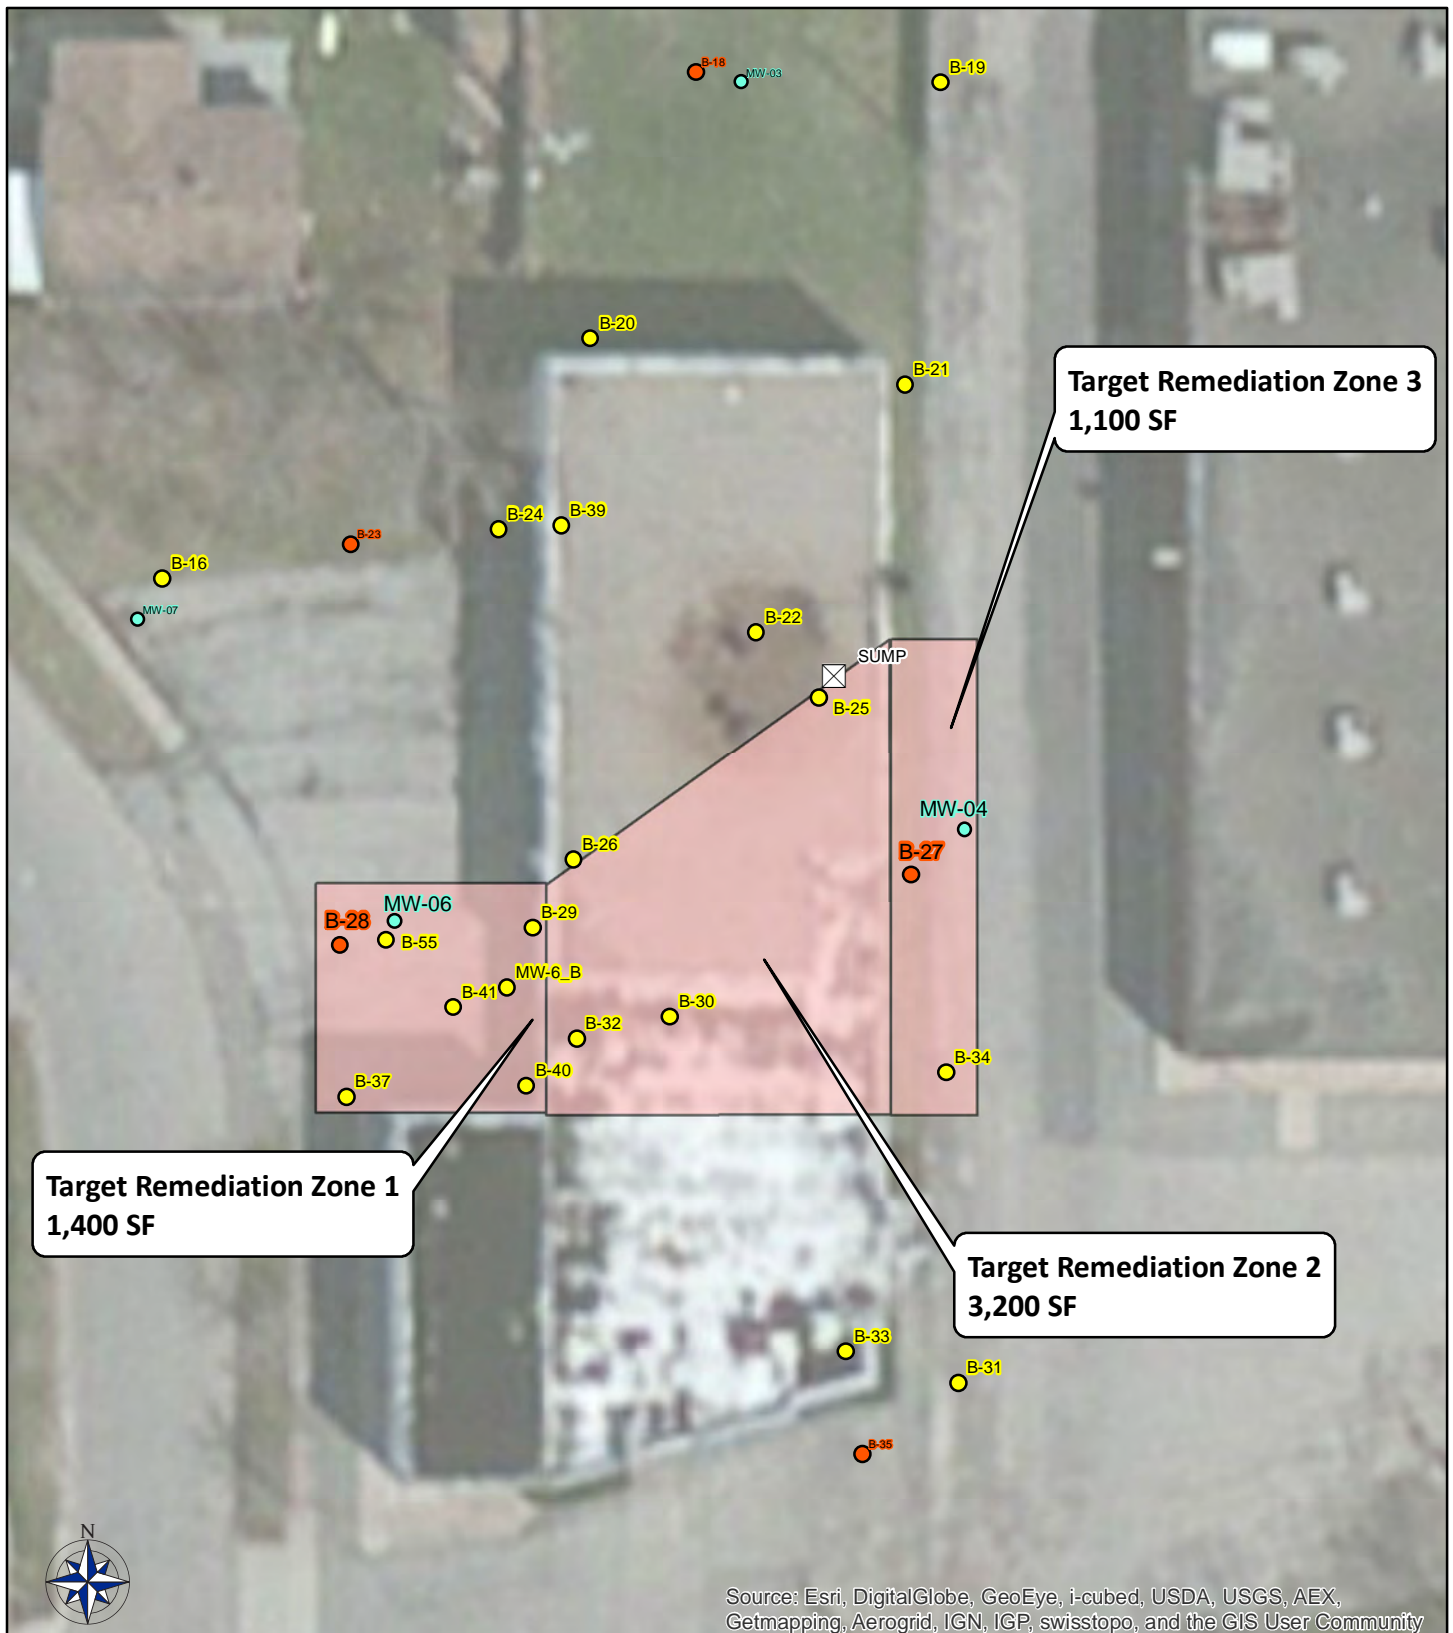 B-18
MW-03
B-19
B-20
B-21
Target Remediation Zone 3
1,100 SF
B-24
B-39
B-23
B-16
MW-07
B-22
SUMP
B-25
MW-04
B-26
B-27
MW-06
B-28
B-29
B-55
MW-6_B
B-41
B-30
B-32
B-34
B-40
B-37
Target Remediation Zone 1
1,400 SF
Target Remediation Zone 2
3,200 SF
B-33
B-31
B-35
N
Source: Esri, DigitalGlobe, GeoEye, i-cubed, USDA, USGS, AEX,
Getmapping, Aerogrid, IGN, IGP, swisstopo, and the GIS User Community